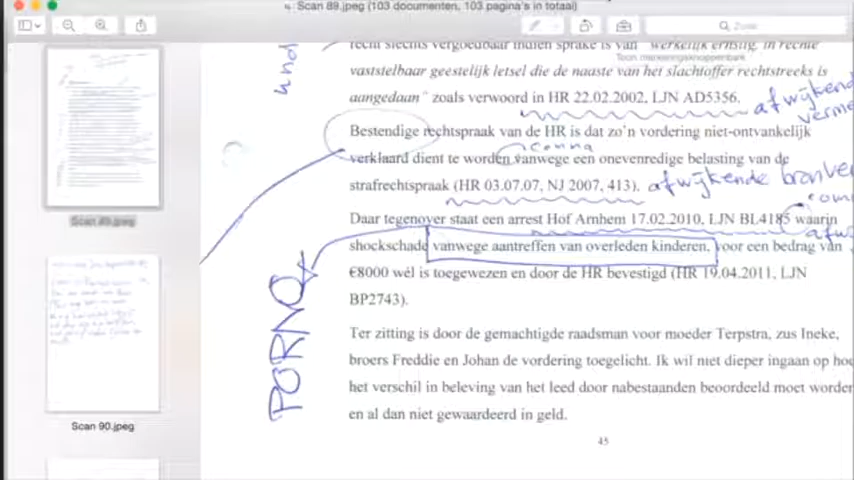 Scan 89.jpeg (103 documenten, 103 pagina's in totaal)
Zoek
recht slechts vergoedbaar indien sprake is van "werkelijk ernstig, in rechte
Toon markeringsknoppenbalk
vaststelbaar geestelijk letsel die de naaste van het slachtoffer rechtstreeks is
aangedaan" zoals verwoord in HR 22.02.2002, LJN AD5356.
afwijkend
verme
Bestendige rechtspraak van de HR is dat zo'n vordering niet-ontvankelijk
comma
verklaard dient te worden vanwege een onevenredige belasting van de
strafrechtspraak (HR 03.07.07, NJ 2007, 413).
afwijkende bronver
com
Daar tegenover staat een arrest Hof Arnhem 17.02.2010, LJN BL4185 waarin
afw
shockschade vanwege aantreffen van overleden kinderen, voor een bedrag van
€8000 wél is toegewezen en door de HR bevestigd (HR 19.04.2011, LJN
BP2743).
PORNO
Ter zitting is door de gemachtigde raadsman voor moeder Terpstra, zus Ineke,
broers Freddie en Johan de vordering toegelicht. Ik wil niet dieper ingaan op hoe
het verschil in beleving van het leed door nabestaanden beoordeeld moet worden
en al dan niet gewaardeerd in geld.
45
Scan 89.jpeg
Scan 90.jpeg